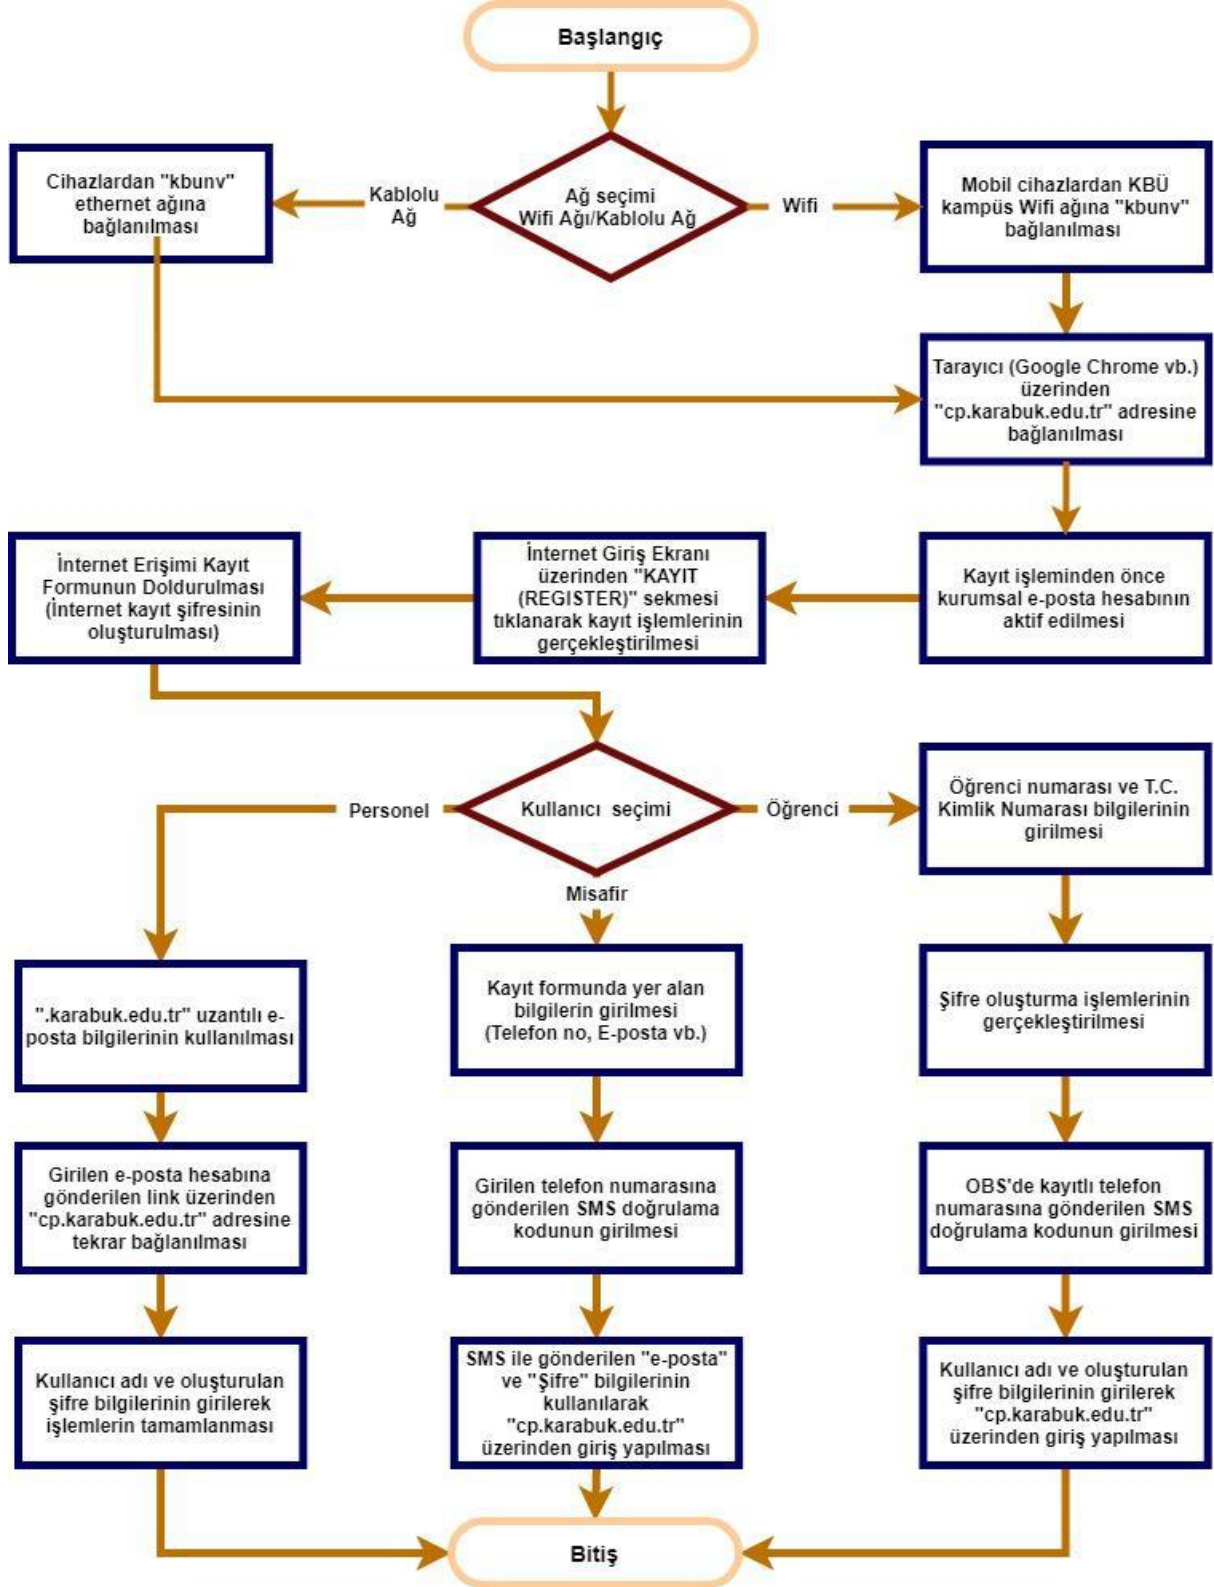 Başlangıç
Cihazlardan "kbunv"
ethernet ağına
bağlanılması
Kablolu
Ağ
Ağ seçimi
Wifi Ağı/Kablolu Ağ
Wifi
Mobil cihazlardan KBÜ
kampüs Wifi ağına "kbunv"
bağlanılması
Tarayıcı (Google Chrome vb.)
üzerinden
"cp.karabuk.edu.tr" adresine
bağlanılması
İnternet Erişimi Kayıt
Formunun Doldurulması
(İnternet kayıt şifresinin
oluşturulması)
İnternet Giriş Ekranı
üzerinden "KAYIT
(REGISTER)" sekmesi
tıklanarak kayıt işlemlerinin
gerçekleştirilmesi
Kayıt işleminden önce
kurumsal e-posta hesabının
aktif edilmesi
Personel
Kullanıcı seçimi
Öğrenci
Misafir
Öğrenci numarası ve T.C.
Kimlik Numarası bilgilerinin
girilmesi
".karabuk.edu.tr" uzantılı e-
posta bilgilerinin kullanılması
Kayıt formunda yer alan
bilgilerin girilmesi
(Telefon no, E-posta vb.)
Şifre oluşturma işlemlerinin
gerçekleştirilmesi
Girilen e-posta hesabına
gönderilen link üzerinden
"cp.karabuk.edu.tr" adresine
tekrar bağlanılması
Girilen telefon numarasına
gönderilen SMS doğrulama
kodunun girilmesi
OBS'de kayıtlı telefon
numarasına gönderilen SMS
doğrulama kodunun girilmesi
Kullanıcı adı ve oluşturulan
şifre bilgilerinin girilerek
işlemlerin tamamlanması
SMS ile gönderilen "e-posta"
ve "Şifre" bilgilerinin
kullanılarak
"cp.karabuk.edu.tr"
üzerinden giriş yapılması
Kullanıcı adı ve oluşturulan
şifre bilgilerinin girilerek
"cp.karabuk.edu.tr"
üzerinden giriş yapılması
Bitiş